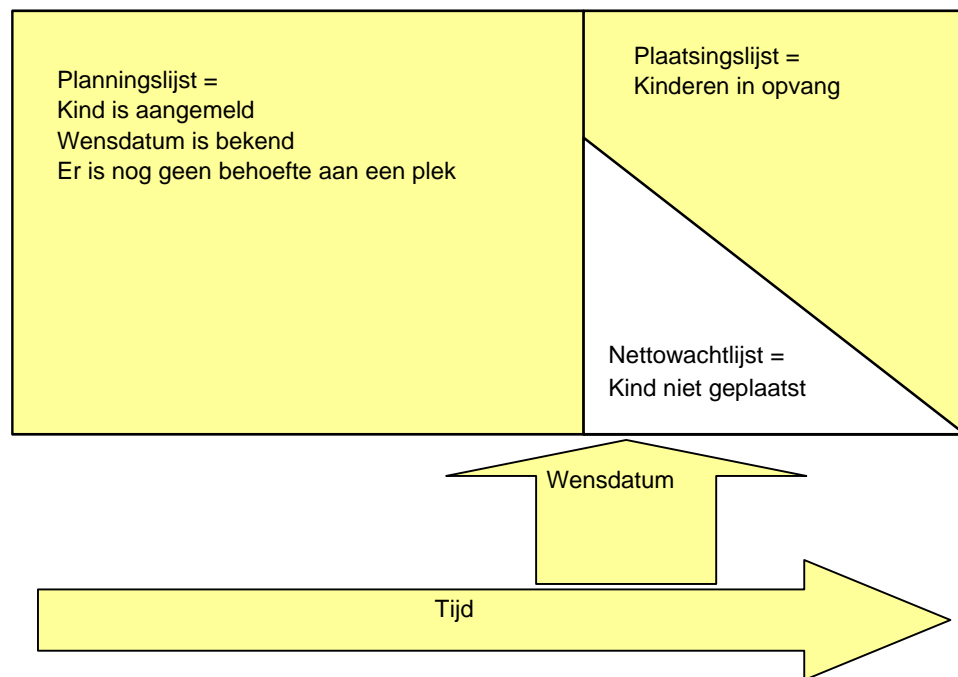 Planningslijst =
Kind is aangemeld
Wensdatum is bekend
Er is nog geen behoefte aan een plek
Plaatsingslijst =
Kinderen in opvang
Nettowachtlijst =
Kind niet geplaatst
Wensdatum
Tijd